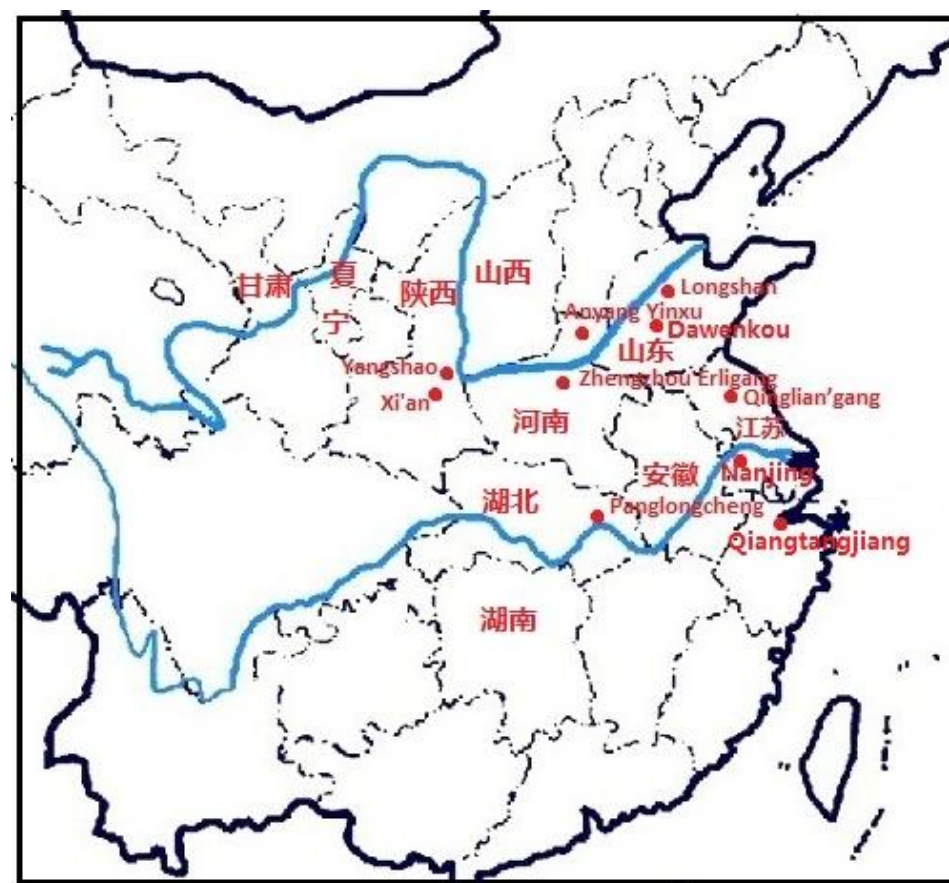 夏
甘肃
陕西
山西
Longshan
宁
Anyang Yinxu
Dawenkou
山东
Yangshao
Zhemgzhou Erligang
Xi'an
Qinglian'gang
河南
江苏
安徽
Nanjing
湖北
Panglongcheng
Qiangtangjiang
湖南